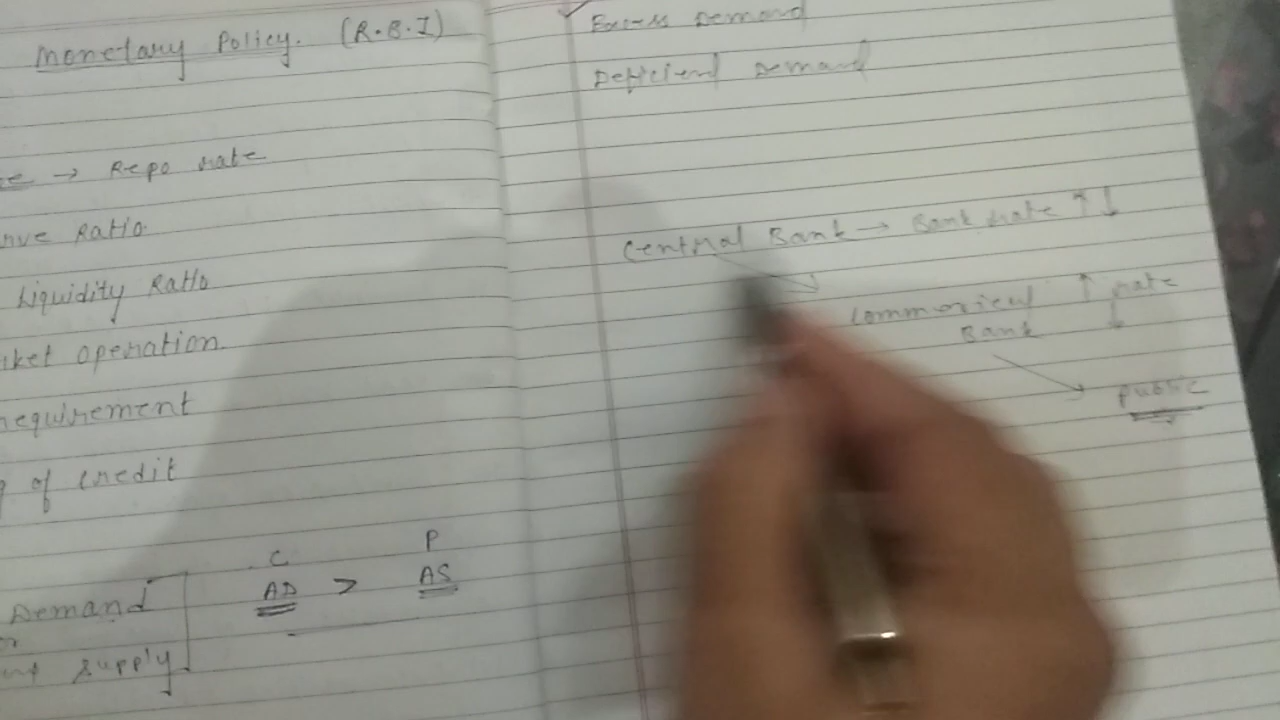 Monetary Policy. (R.B.I)
→ Repo rate
Ratio
Liquidity Ratio
operation
requirement
of credit
C P
AD > AS
Demand
supply
Excess Demand
Deficient Demand
Central Bank → Bank rate ↑ ↓
Commerical ↑ rate
Bank ↓
public